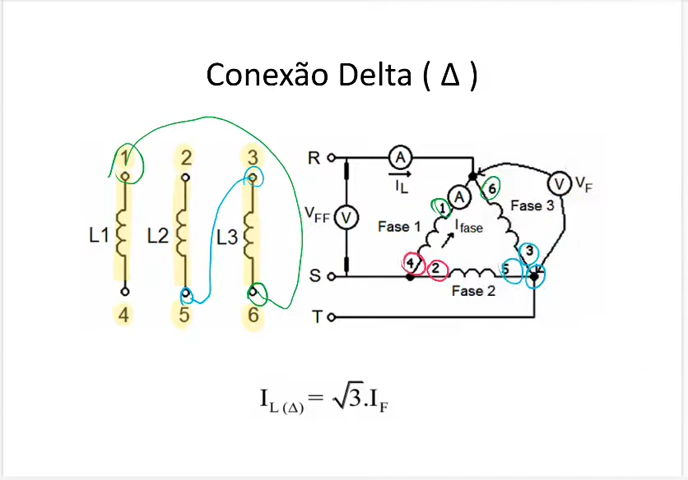 Conexão Delta ( Δ )
1 2 3
L1 L2 L3
4 5 6
R A
I_L
V_FF V
S
T
A
1 6
Fase 1 I_fase Fase 3
V V_F
4 2 5 3
Fase 2
I_L (Δ) = √3.I_F